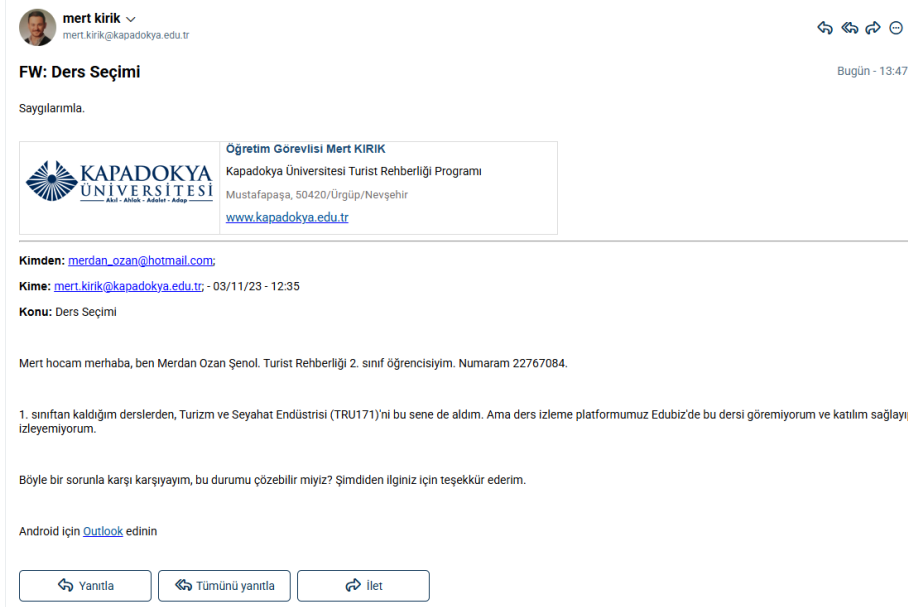 mert kirik
mert.kirik@kapadokya.edu.tr
FW: Ders Seçimi
Bugün - 13:47
Saygılarımla.
KAPADOKYA
ÜNİVERSİTESİ
Akıl - Ahlak - Adalet - Adap
Öğretim Görevlisi Mert KIRIK
Kapadokya Üniversitesi Turist Rehberliği Programı
Mustafapaşa, 50420/Ürgüp/Nevşehir
www.kapadokya.edu.tr
Kimden: merdan_ozan@hotmail.com;
Kime: mert.kirik@kapadokya.edu.tr; - 03/11/23 - 12:35
Konu: Ders Seçimi
Mert hocam merhaba, ben Merdan Ozan Şenol. Turist Rehberliği 2. sınıf öğrencisiyim. Numaram 22767084.
1. sınıftan kaldığım derslerden, Turizm ve Seyahat Endüstrisi (TRU171)'ni bu sene de aldım. Ama ders izleme platformumuz Edubiz'de bu dersi göremiyorum ve katılım
izleyemiyorum.
Böyle bir sorunla karşı karşıyayım, bu durumu çözebilir miyiz? Şimdiden ilginiz için teşekkür ederim.
Android için Outlook edinin
Yanıtla
Tümünü yanıtla
İlet